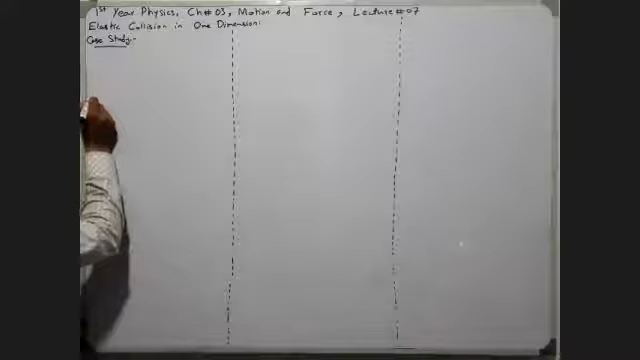 1st Year Physics, Ch# 03, Motion and Force, Lecture # 07
Elastic Collision in One Dimension:
Case Study:-